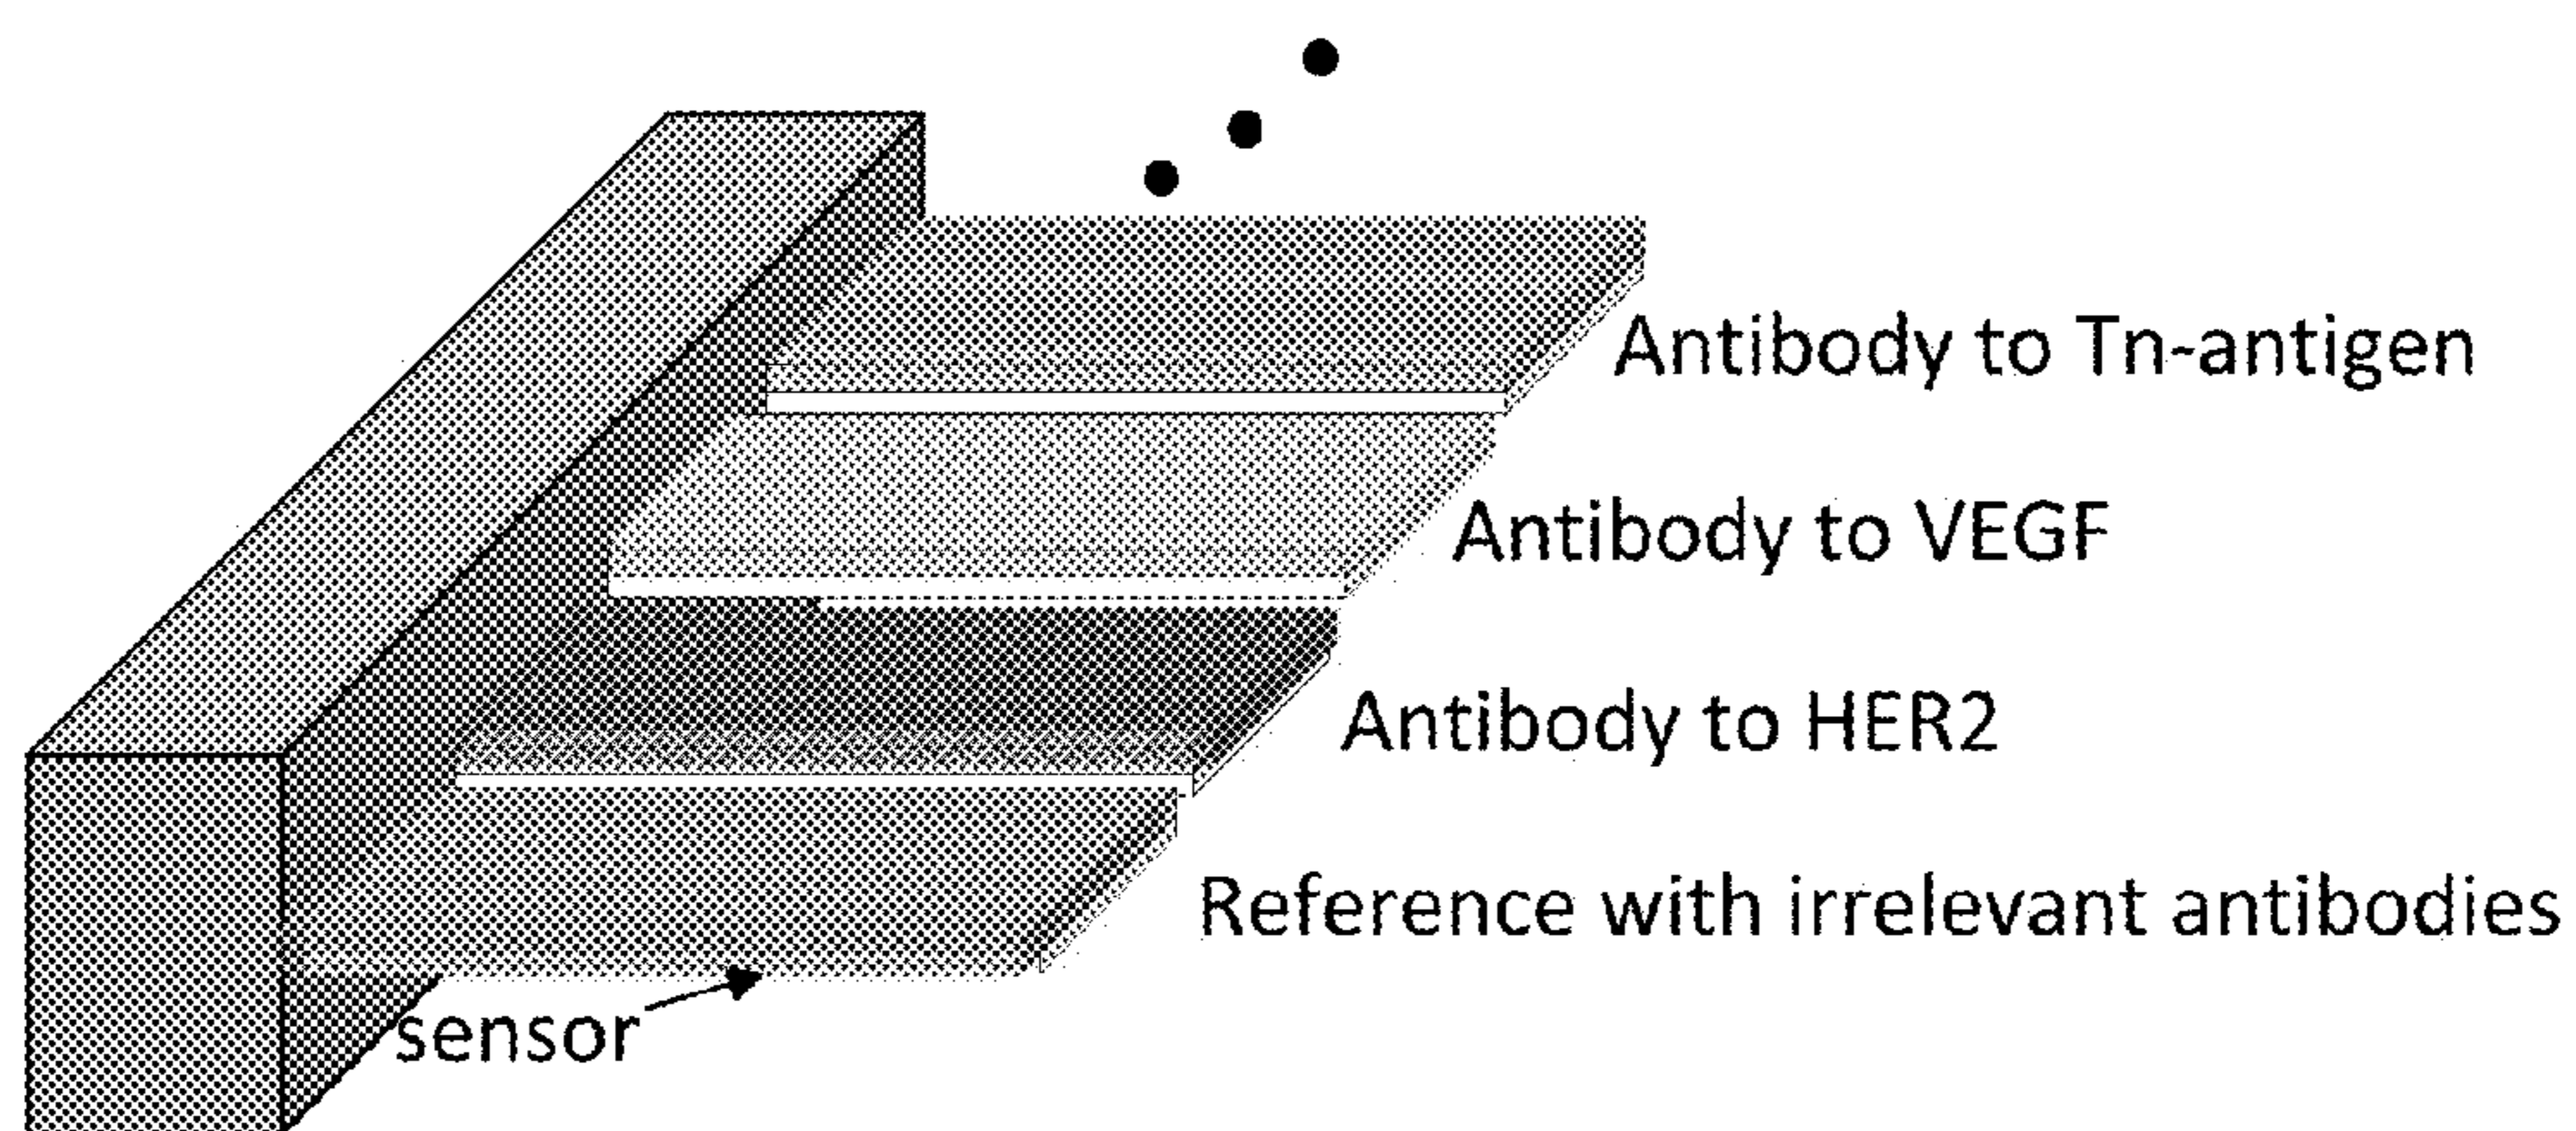 Antibody to Tn-antigen
Antibody to VEGF
Antibody to HER2
Reference with irrelevant antibodies
sensor